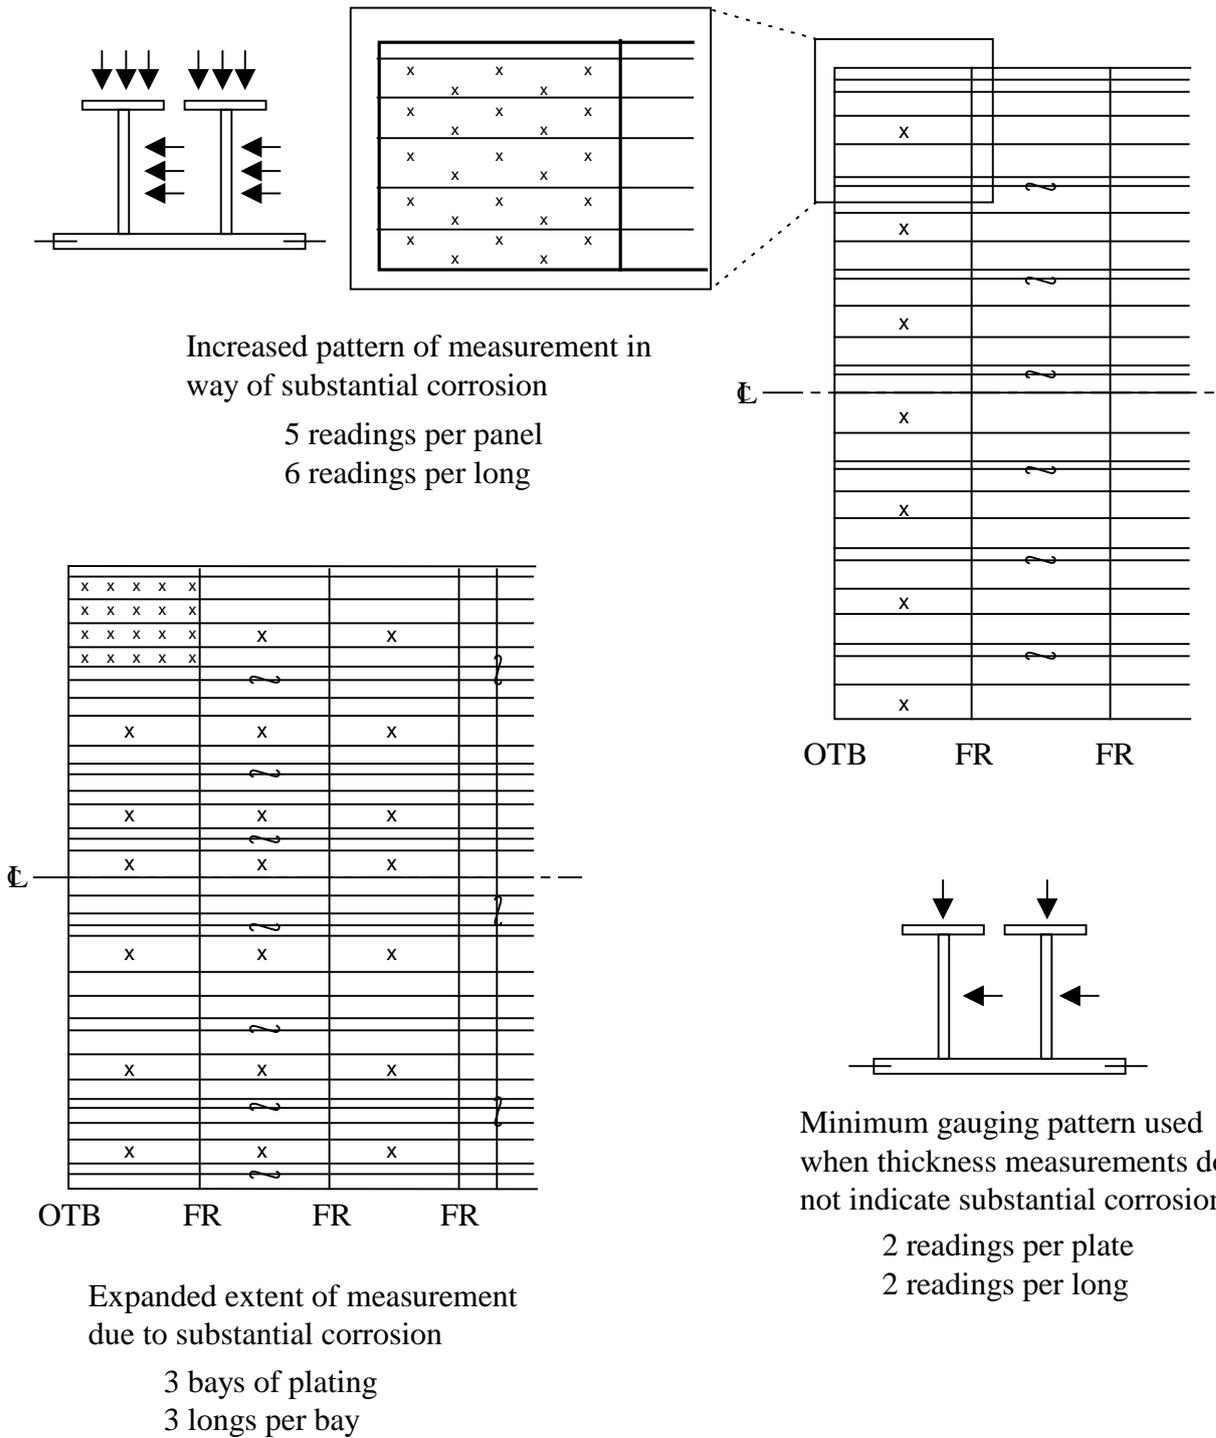 Increased pattern of measurement in
way of substantial corrosion
5 readings per panel
6 readings per long
℄
OTB FR FR
℄
OTB FR FR FR
Expanded extent of measurement
due to substantial corrosion
3 bays of plating
3 longs per bay
Minimum gauging pattern used
when thickness measurements do
not indicate substantial corrosion
2 readings per plate
2 readings per long